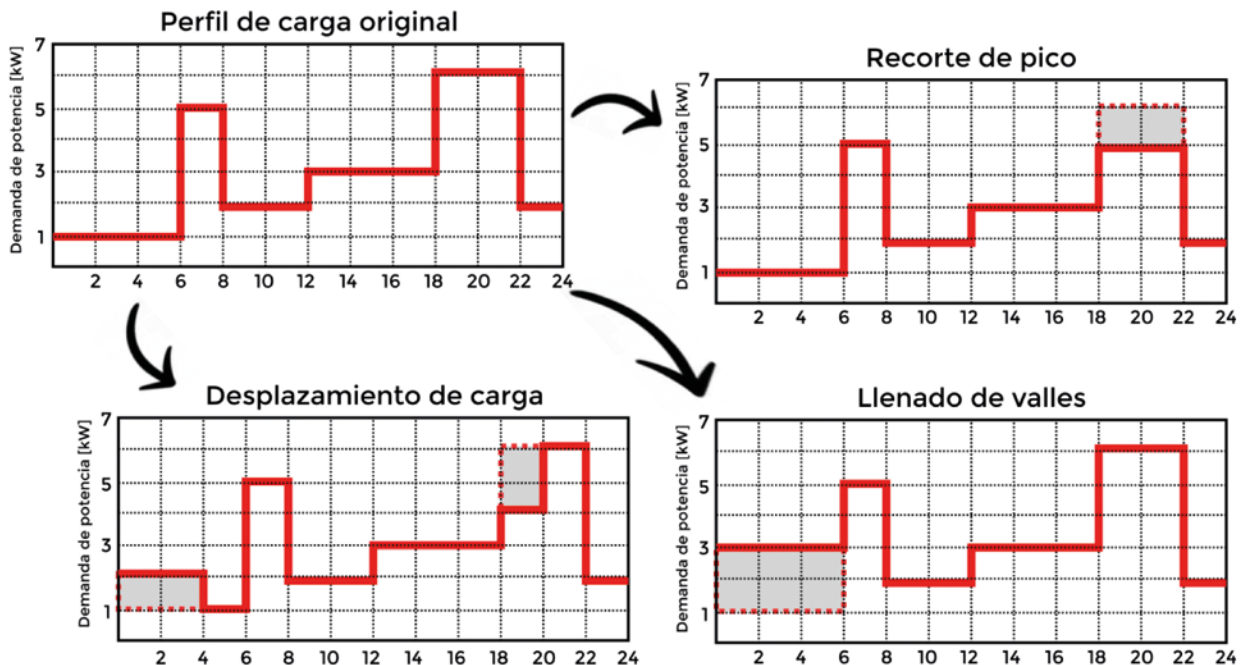 Perfil de carga original
Demanda de potencia [kW]
7
5
3
1
2 4 6 8 10 12 14 16 18 20 22 24
Recorte de pico
Demanda de potencia [kW]
7
5
3
1
2 4 6 8 10 12 14 16 18 20 22 24
Desplazamiento de carga
Demanda de potencia [kW]
7
5
3
1
2 4 6 8 10 12 14 16 18 20 22 24
Llenado de valles
Demanda de potencia [kW]
7
5
3
1
2 4 6 8 10 12 14 16 18 20 22 24